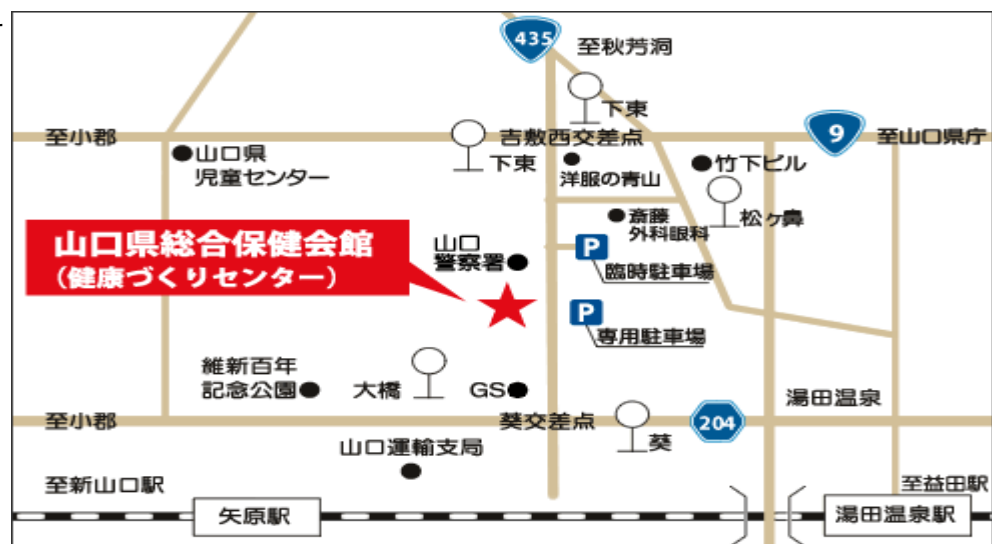 435
至秋芳洞
下東
至小郡
下東
吉敷西交差点
9
至山口県庁
山口県
児童センター
洋服の青山
竹下ビル
松ヶ鼻
斎藤
外科眼科
山口県総合保健会館
(健康づくりセンター)
山口
警察署
P
臨時駐車場
P
専用駐車場
維新百年
記念公園
大橋
GS
湯田温泉
至小郡
葵交差点
葵
204
山口運輸支局
至新山口駅
至益田駅
矢原駅
湯田温泉駅